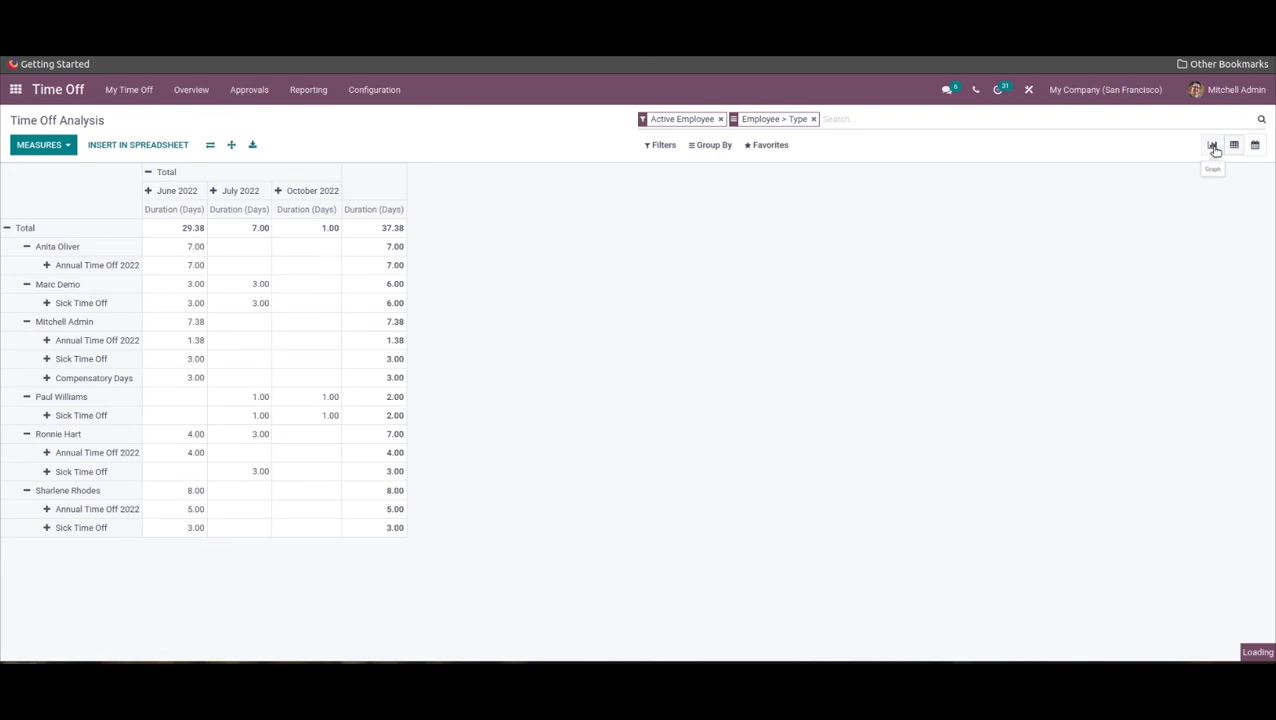 Getting Started Other Bookmarks
Time Off My Time Off Overview Approvals Reporting Configuration 6 31 My Company (San Francisco) Mitchell Admin
Time Off Analysis Active Employee × Employee > Type × Search...
MEASURES INSERT IN SPREADSHEET Filters Group By Favorites
Graph
Total
June 2022 July 2022 October 2022
Duration (Days) Duration (Days) Duration (Days) Duration (Days)
Total 29.38 7.00 1.00 37.38
Anita Oliver 7.00 7.00
Annual Time Off 2022 7.00 7.00
Marc Demo 3.00 3.00 6.00
Sick Time Off 3.00 3.00 6.00
Mitchell Admin 7.38 7.38
Annual Time Off 2022 1.38 1.38
Sick Time Off 3.00 3.00
Compensatory Days 3.00 3.00
Paul Williams 1.00 1.00 2.00
Sick Time Off 1.00 1.00 2.00
Ronnie Hart 4.00 3.00 7.00
Annual Time Off 2022 4.00 4.00
Sick Time Off 3.00 3.00
Sharlene Rhodes 8.00 8.00
Annual Time Off 2022 5.00 5.00
Sick Time Off 3.00 3.00
Loading